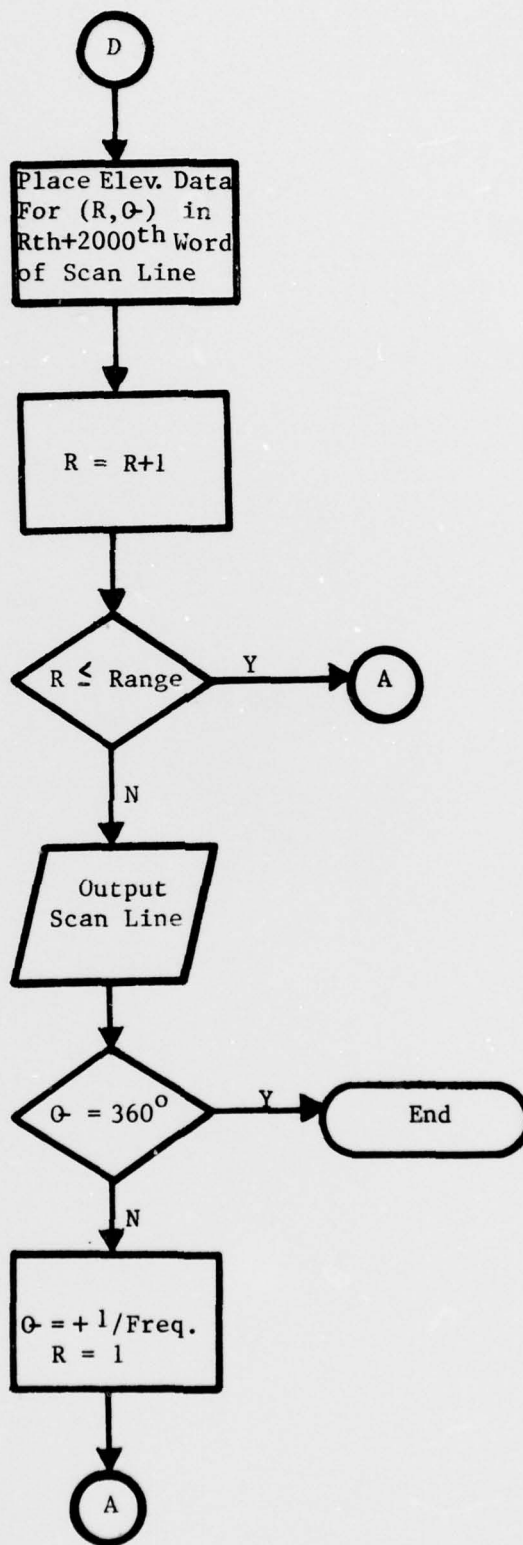 D
Place Elev. Data
For (R,θ) in
Rth+2000th Word
of Scan Line
R = R+1
R ≤ Range
Y
A
N
Output
Scan Line
θ = 360°
Y
End
N
θ = + 1/Freq.
R = 1
A